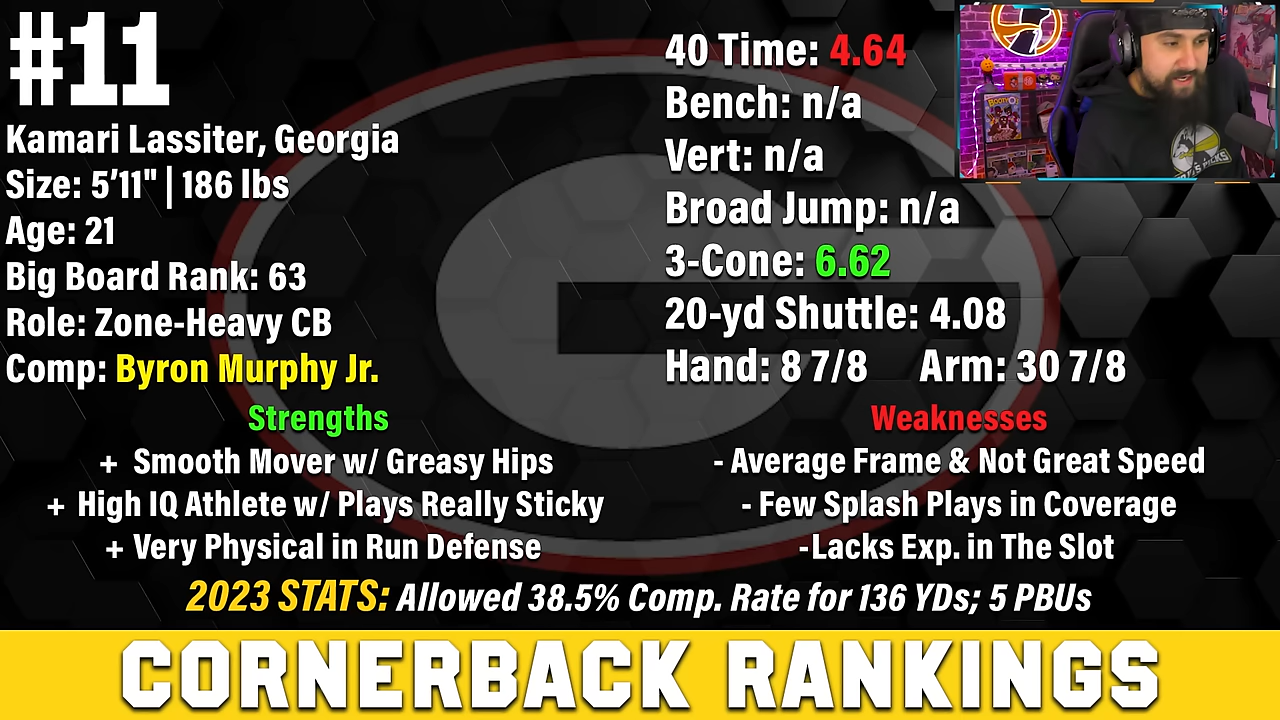 #11
Kamari Lassiter, Georgia
Size: 5'11" | 186 lbs
Age: 21
Big Board Rank: 63
Role: Zone-Heavy CB
Comp: Byron Murphy Jr.
40 Time: 4.64
Bench: n/a
Vert: n/a
Broad Jump: n/a
3-Cone: 6.62
20-yd Shuttle: 4.08
Hand: 8 7/8 Arm: 30 7/8
Strengths
+ Smooth Mover w/ Greasy Hips
+ High IQ Athlete w/ Plays Really Sticky
+ Very Physical in Run Defense
Weaknesses
- Average Frame & Not Great Speed
- Few Splash Plays in Coverage
-Lacks Exp. in The Slot
2023 STATS: Allowed 38.5% Comp. Rate for 136 YDs; 5 PBUs
CORNERBACK RANKINGS